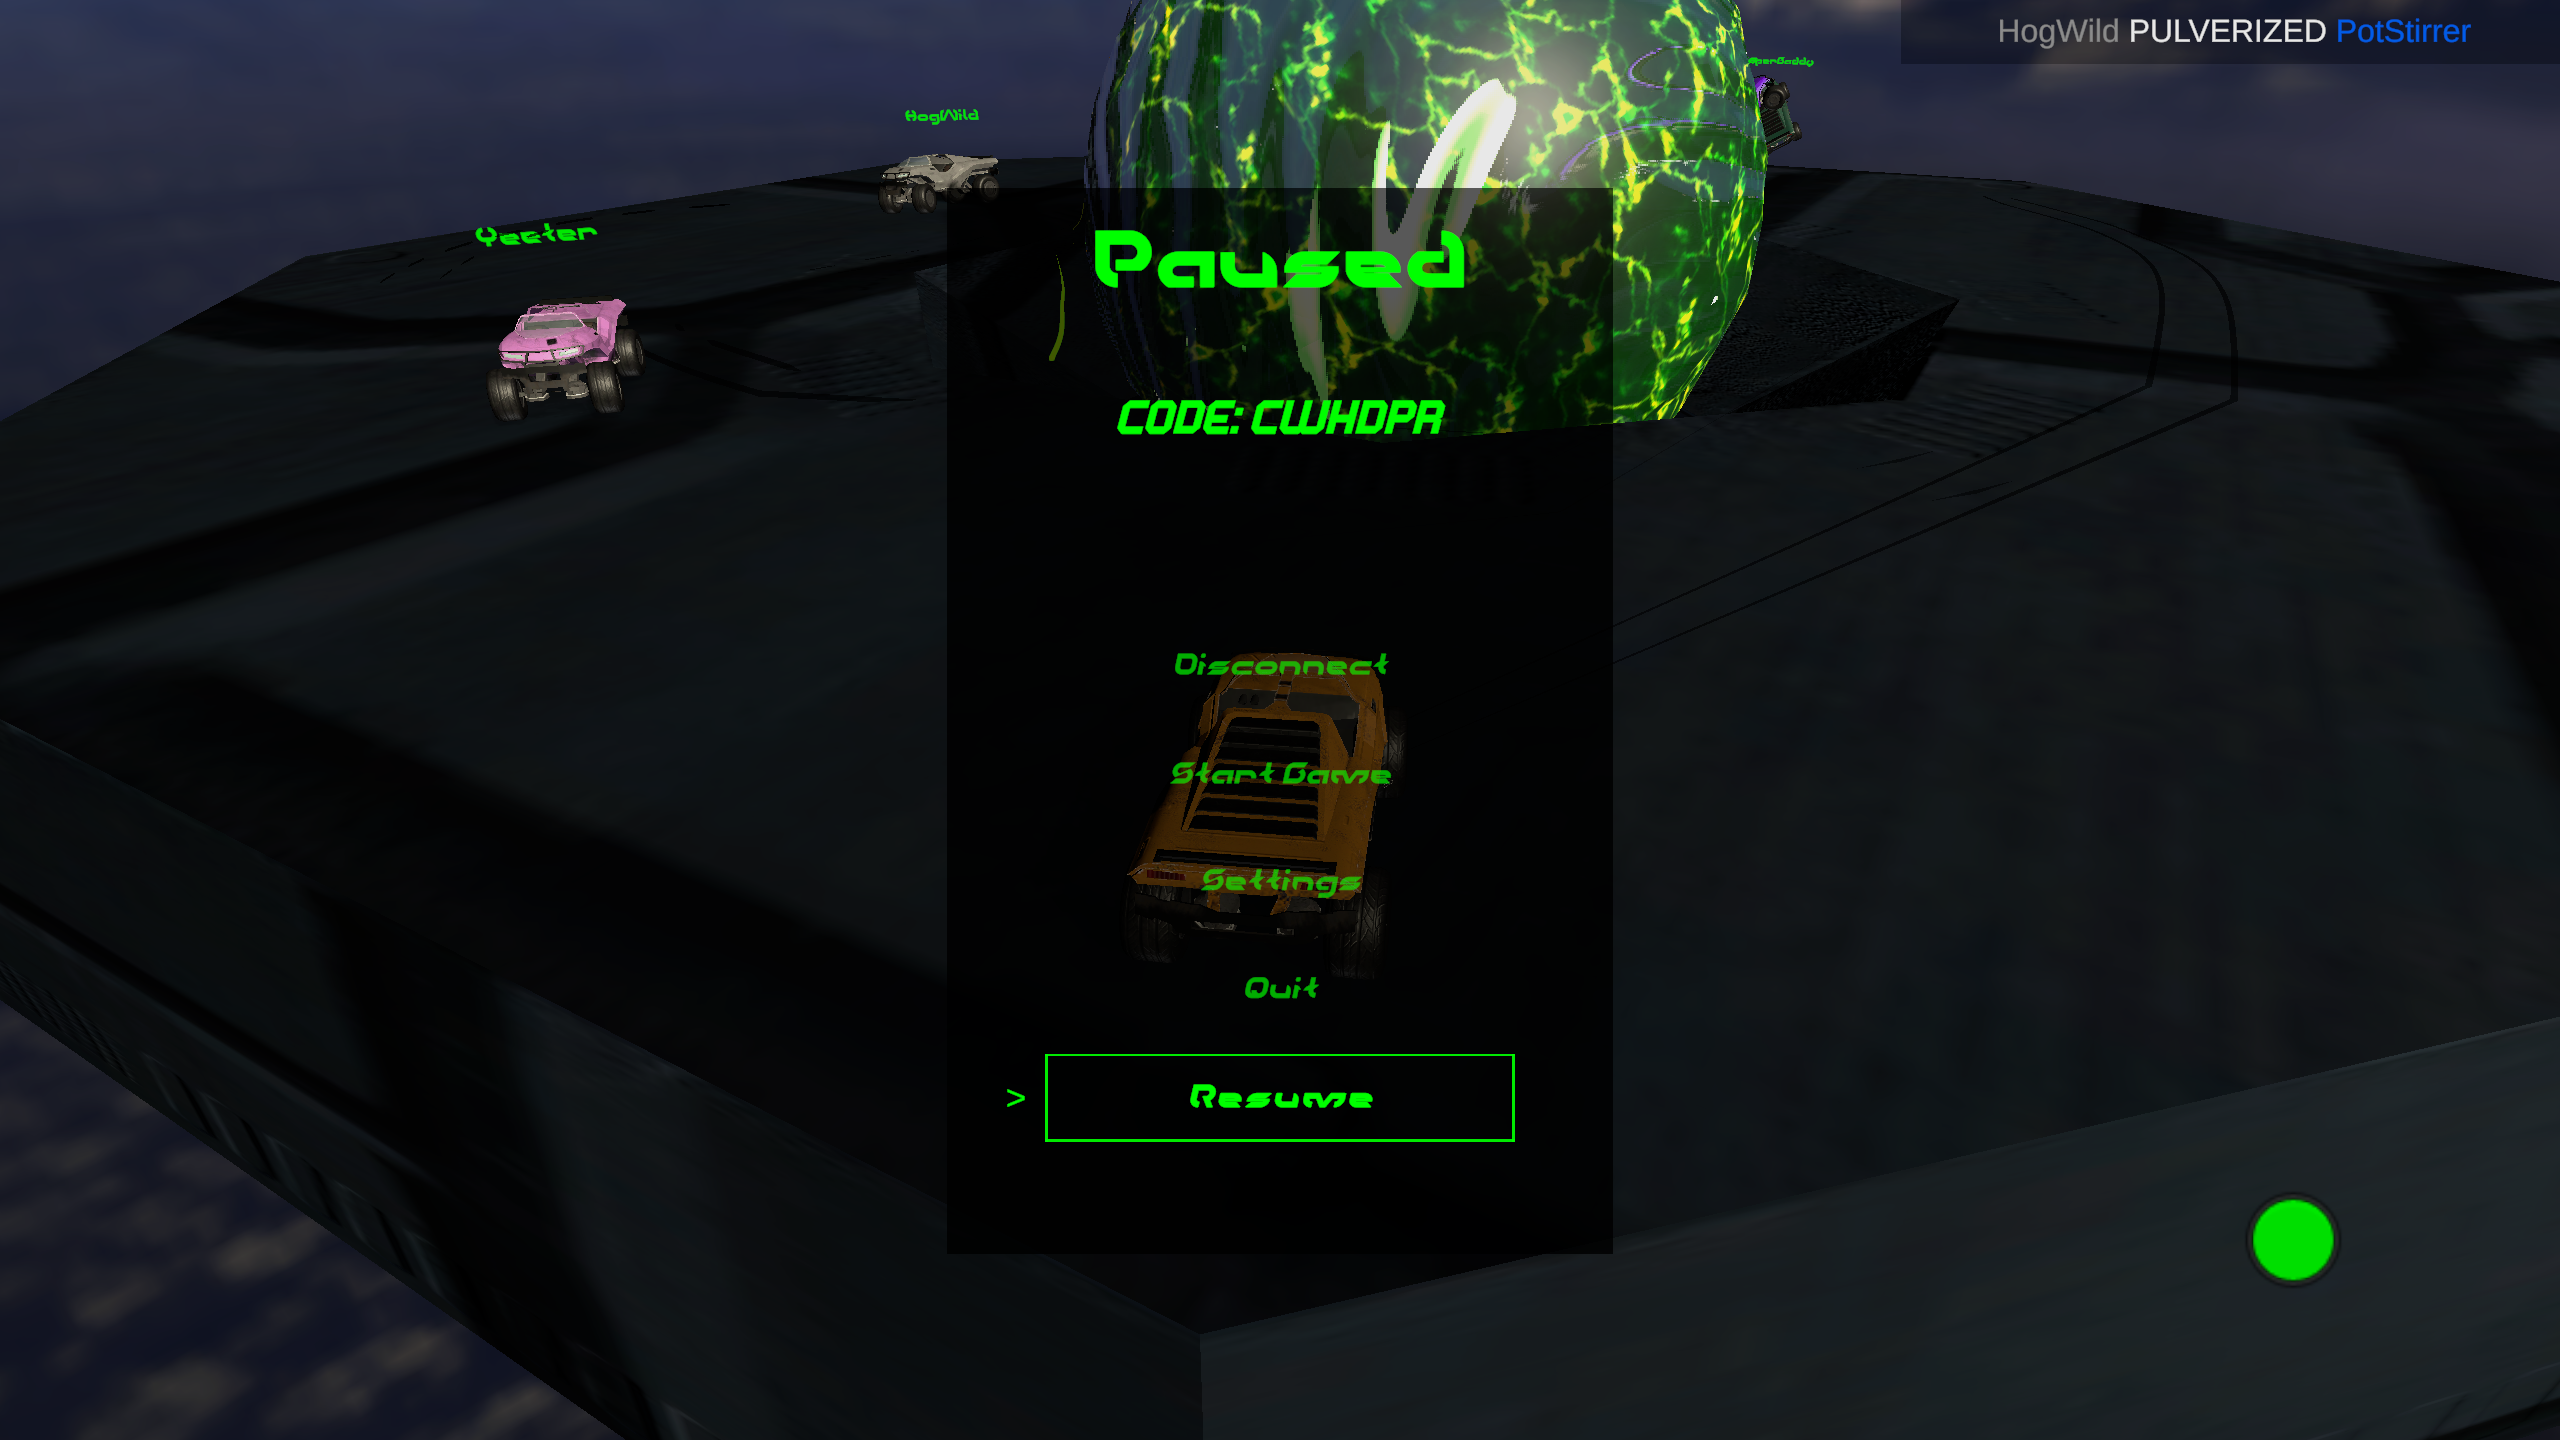 HogWild PULVERIZED PotStirrer
HogWild
Yeeter
Paused
CODE: CWHDPR
Disconnect
Start Game
Settings
Quit
> Resume